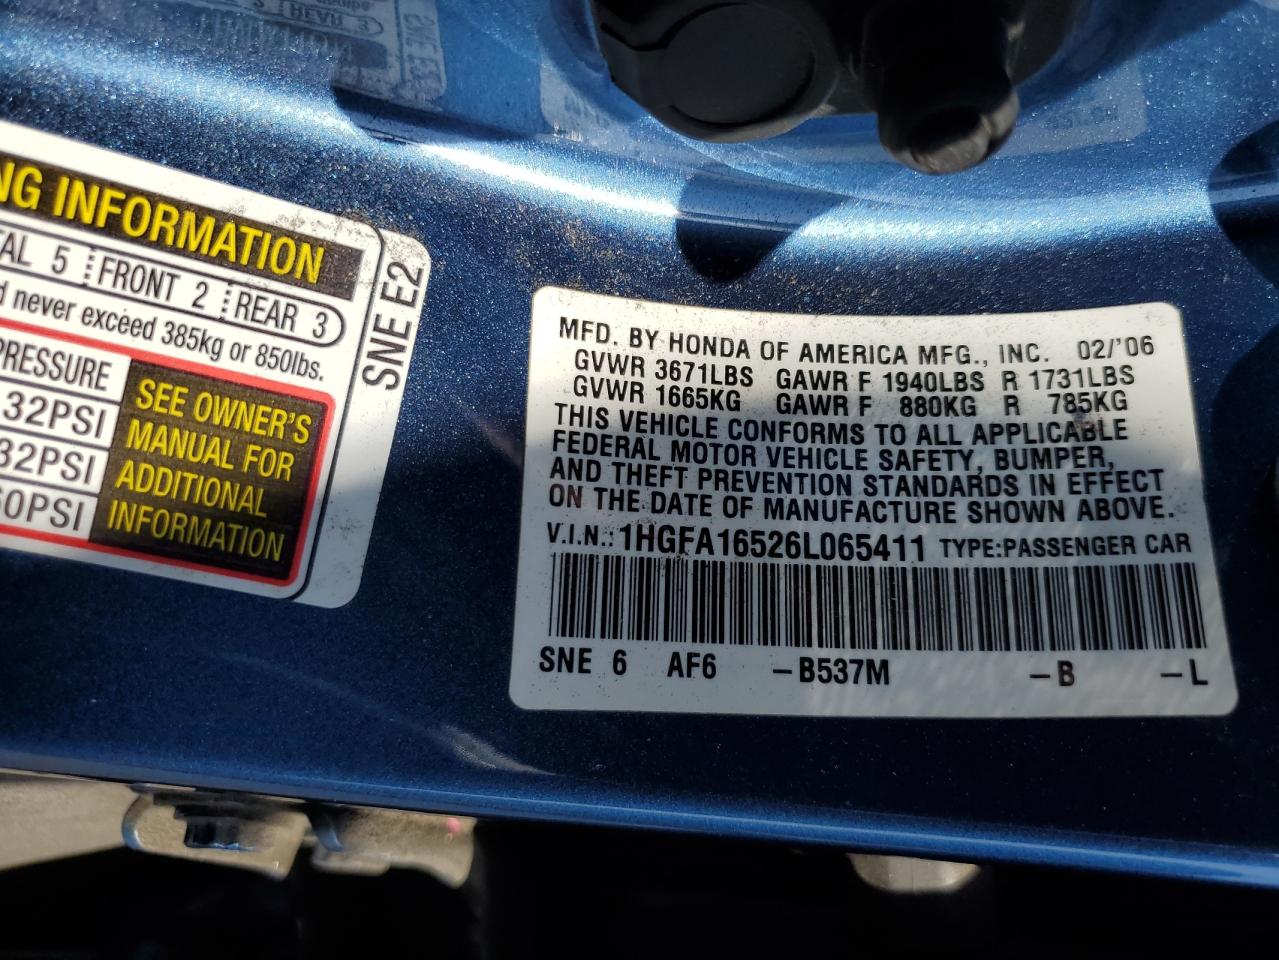 NG INFORMATION
TAL 5 FRONT 2 REAR 3
d never exceed 385kg or 850lbs.
PRESSURE
32PSI
32PSI
60PSI
SEE OWNER'S
MANUAL FOR
ADDITIONAL
INFORMATION
SNE E2
MFD. BY HONDA OF AMERICA MFG., INC. 02/'06
GVWR 3671LBS GAWR F 1940LBS R 1731LBS
GVWR 1665KG GAWR F 880KG R 785KG
THIS VEHICLE CONFORMS TO ALL APPLICABLE
FEDERAL MOTOR VEHICLE SAFETY, BUMPER,
AND THEFT PREVENTION STANDARDS IN EFFECT
ON THE DATE OF MANUFACTURE SHOWN ABOVE.
V.I.N.: 1HGFA16526L065411 TYPE:PASSENGER CAR
SNE 6 AF6 –B537M –B –L